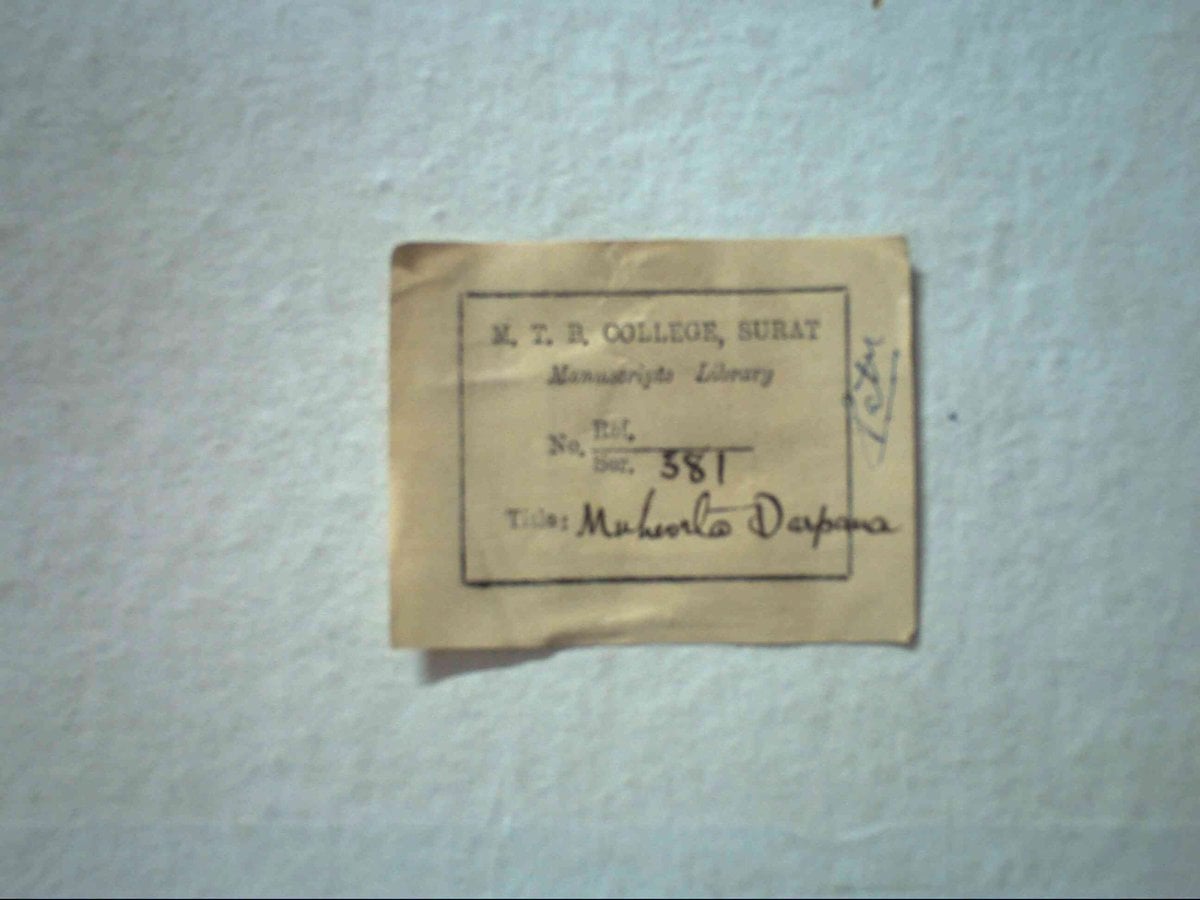 M. T. B. COLLEGE, SURAT
Manuscripts Library
No. Ref.
Ser. 381
Title: Muhurta Darpana